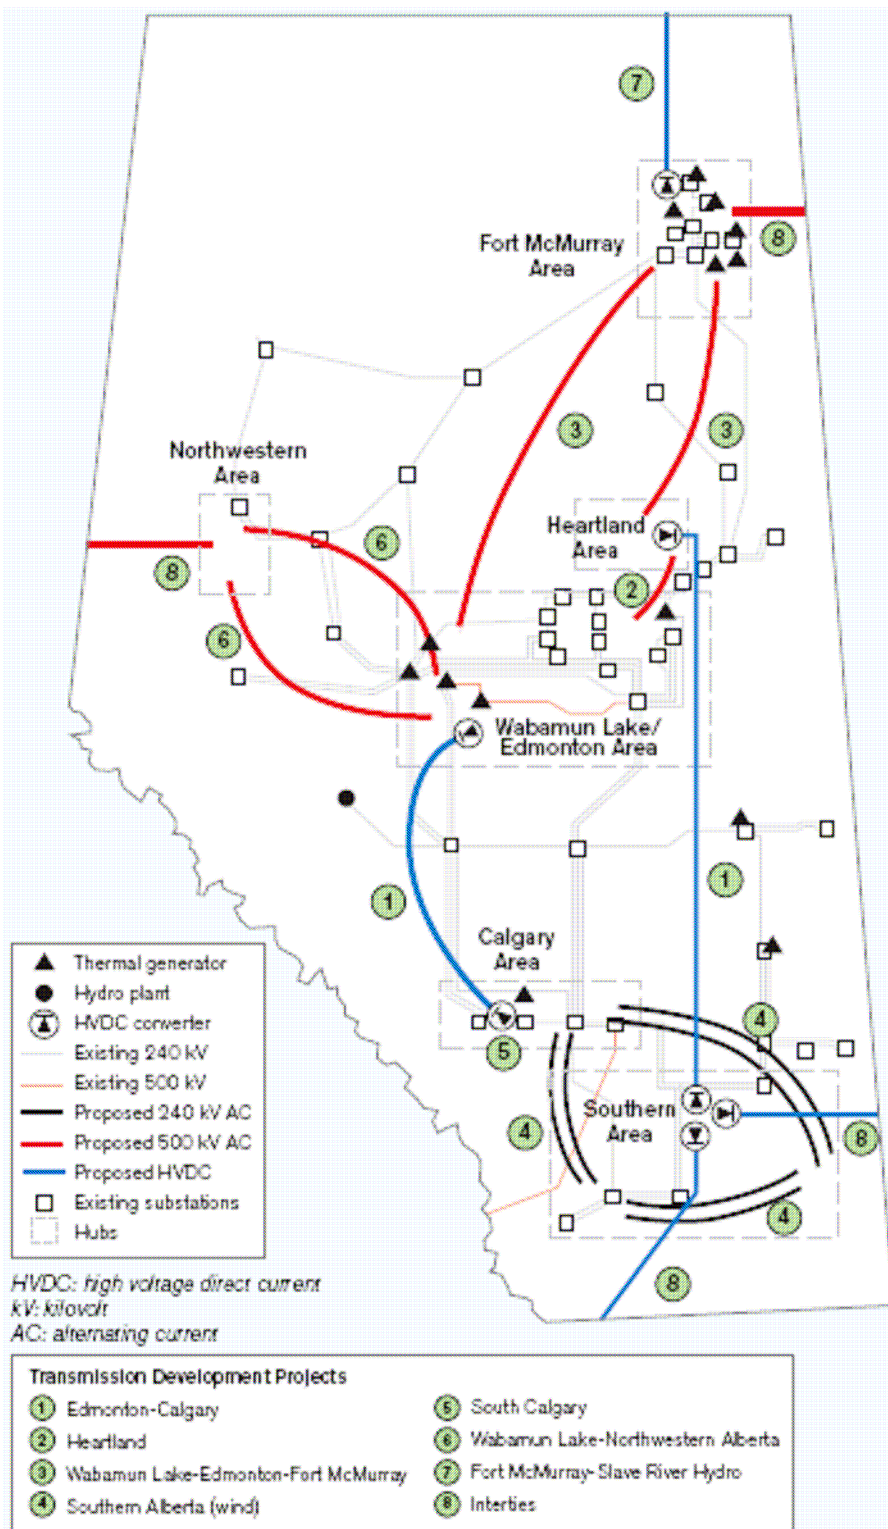 7
Fort McMurray
Area
8
3
3
Northwestern
Area
6
8
Heartland
Area
2
6
Wabamun Lake/
Edmonton Area
1
1
Calgary
Area
5
4
4
Southern
Area
8
4
8
Thermal generator
Hydro plant
HVDC converter
Existing 240 kV
Existing 500 kV
Proposed 240 kV AC
Proposed 500 kV AC
Proposed HVDC
Existing substations
Hubs
HVDC: high voltage direct current
kV: kilovolt
AC: alternating current
Transmission Development Projects
1 Edmonton-Calgary
2 Heartland
3 Wabamun Lake-Edmonton-Fort McMurray
4 Southern Alberta (wind)
5 South Calgary
6 Wabamun Lake-Northwestern Alberta
7 Fort McMurray-Slave River Hydro
8 Interties